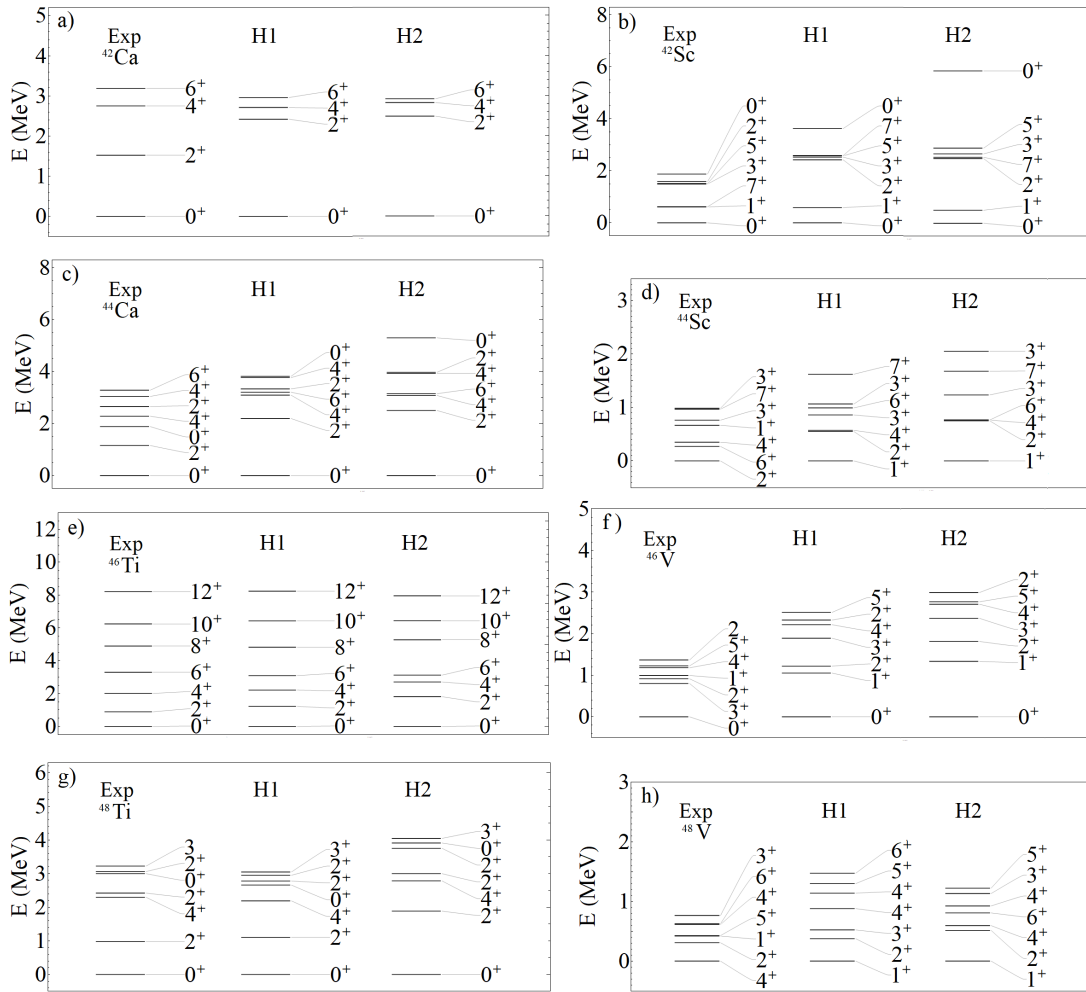 a)
Exp H1 H2
42Ca
E (MeV)
5
4
3
2
1
0
6+ 6+ 6+
4+ 4+ 4+
2+ 2+ 2+
0+ 0+ 0+
b)
Exp H1 H2
42Sc
E (MeV)
8
6
4
2
0
0+ 2+ 5+ 3+ 7+ 1+ 0+
0+ 7+ 5+ 3+ 2+ 1+ 0+
0+ 5+ 3+ 7+ 2+ 1+ 0+
c)
Exp H1 H2
44Ca
E (MeV)
8
6
4
2
0
6+ 4+ 2+ 4+ 0+ 2+ 0+
0+ 4+ 2+ 6+ 4+ 2+ 0+
0+ 2+ 4+ 6+ 4+ 2+ 0+
d)
Exp H1 H2
44Sc
E (MeV)
3
2
1
0
3+ 7+ 3+ 1+ 4+ 6+ 2+
7+ 3+ 6+ 3+ 4+ 2+ 1+
3+ 7+ 3+ 6+ 4+ 2+ 1+
e)
Exp H1 H2
46Ti
E (MeV)
12
10
8
6
4
2
0
12+ 12+ 12+
10+ 10+ 10+
8+ 8+ 8+
6+ 6+ 6+
4+ 4+ 4+
2+ 2+ 2+
0+ 0+ 0+
f)
Exp H1 H2
46V
E (MeV)
5
4
3
2
1
0
2 5+ 4+ 1+ 2+ 3+ 0+
5+ 2+ 4+ 3+ 2+ 1+ 0+
2+ 5+ 4+ 3+ 2+ 1+ 0+
g)
Exp H1 H2
48Ti
E (MeV)
6
5
4
3
2
1
0
3 2+ 0+ 2+ 4+ 2+ 0+
3+ 2+ 2+ 0+ 4+ 2+ 0+
3+ 0+ 2+ 2+ 4+ 2+ 0+
h)
Exp H1 H2
48V
E (MeV)
3
2
1
0
3+ 6+ 4+ 5+ 1+ 2+ 4+
6+ 5+ 4+ 4+ 3+ 2+ 1+
5+ 3+ 4+ 6+ 4+ 2+ 1+